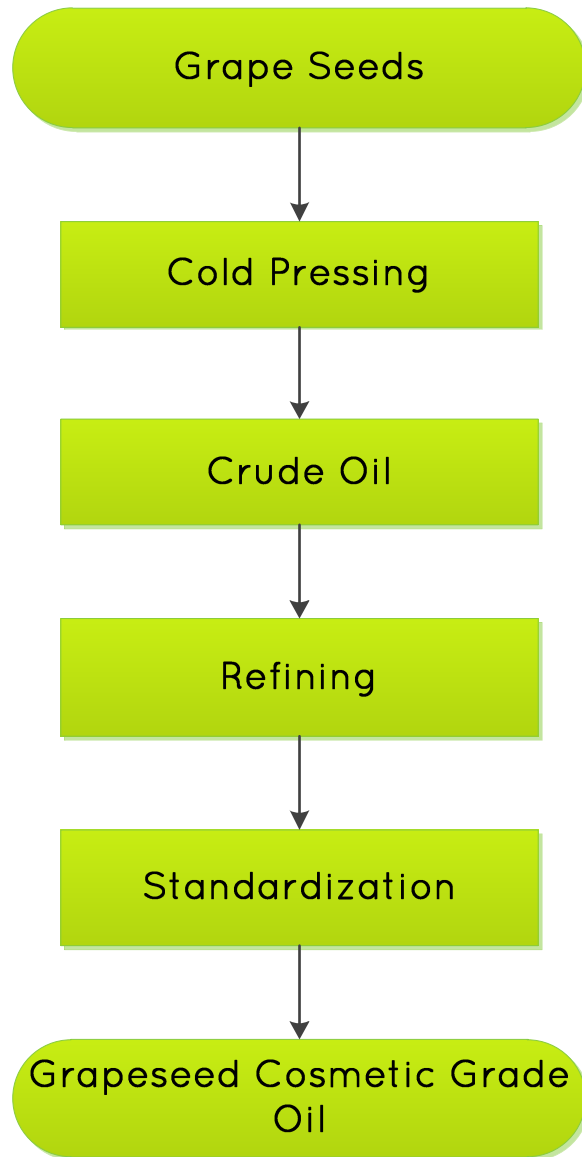 Grape Seeds
Cold Pressing
Crude Oil
Refining
Standardization
Grapeseed Cosmetic Grade
Oil